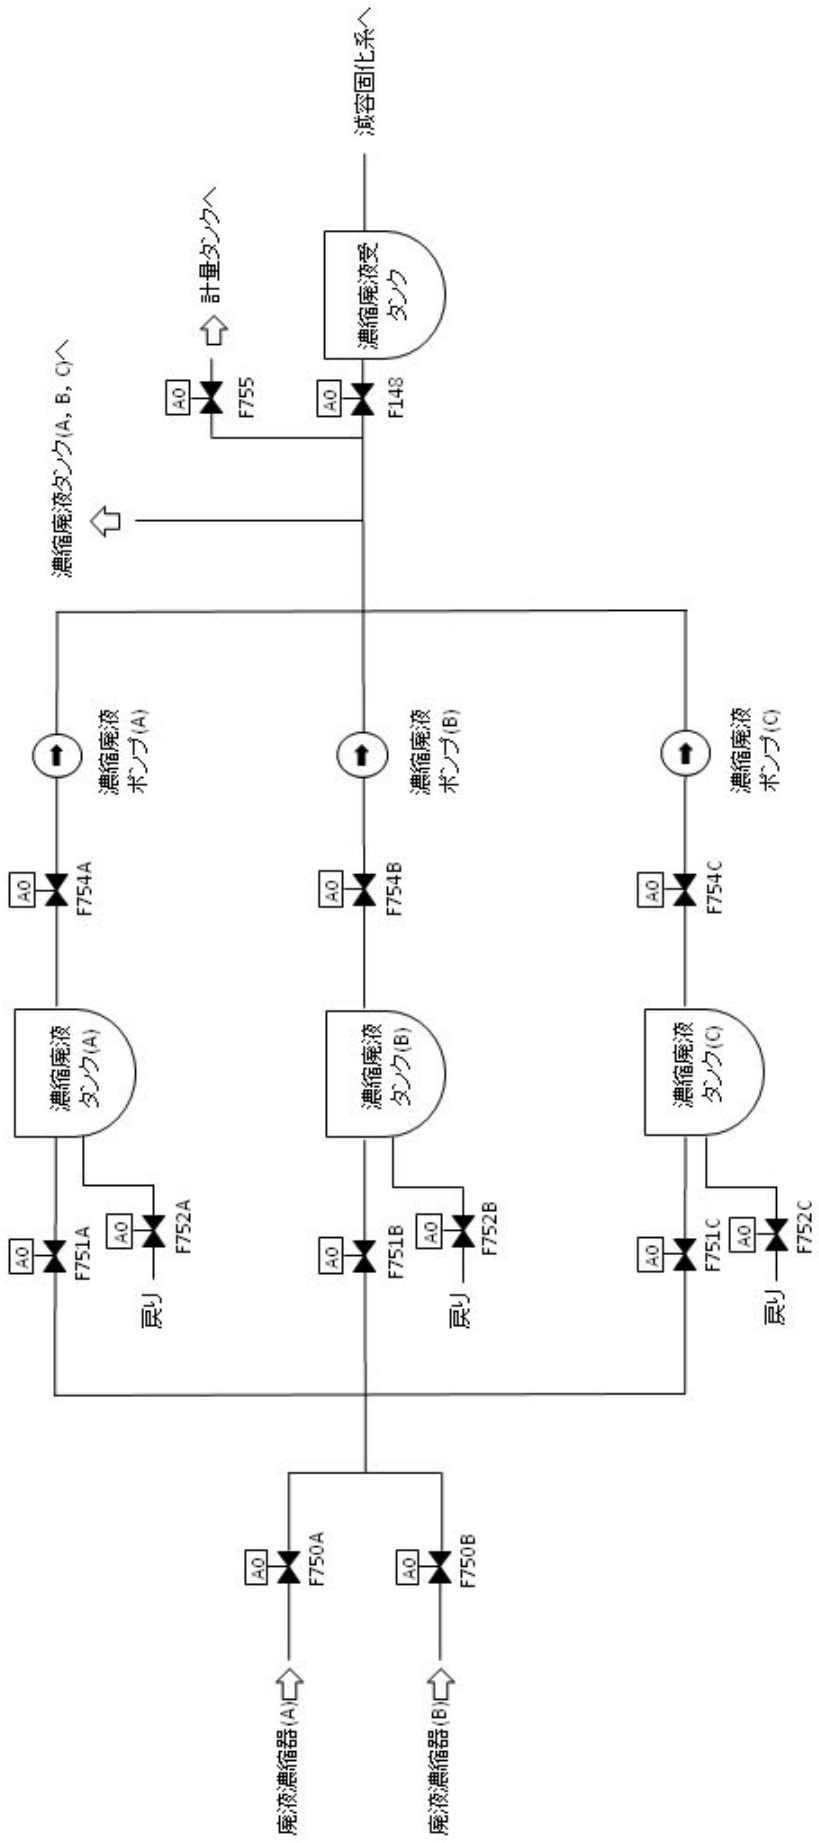 廃液濃縮器(A)
廃液濃縮器(B)
AO
F750A
AO
F750B
AO
F751A
AO
F752A
戻り
AO
F751B
AO
F752B
戻り
AO
F751C
AO
F752C
戻り
濃縮廃液
タンク(A)
濃縮廃液
タンク(B)
濃縮廃液
タンク(C)
AO
F754A
AO
F754B
AO
F754C
濃縮廃液
ポンプ(A)
濃縮廃液
ポンプ(B)
濃縮廃液
ポンプ(C)
濃縮廃液タンク(A, B, C)へ
AO
F755
計量タンクへ
AO
F148
濃縮廃液受
タンク
減容固化系へ